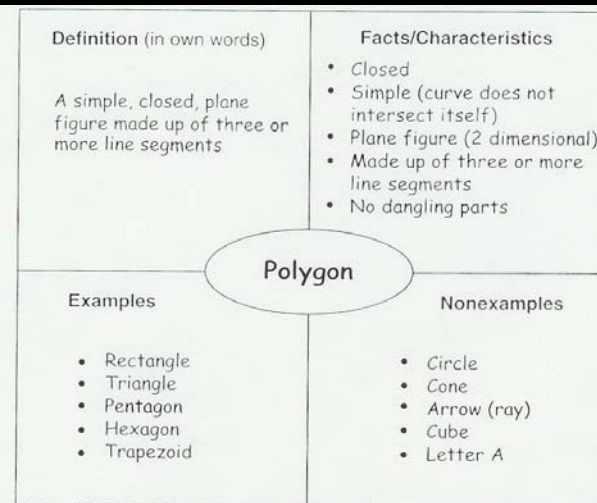 Definition (in own words)
A simple, closed, plane
figure made up of three or
more line segments
Facts/Characteristics
• Closed
• Simple (curve does not
intersect itself)
• Plane figure (2 dimensional)
• Made up of three or more
line segments
• No dangling parts
Polygon
Examples
• Rectangle
• Triangle
• Pentagon
• Hexagon
• Trapezoid
Nonexamples
• Circle
• Cone
• Arrow (ray)
• Cube
• Letter A